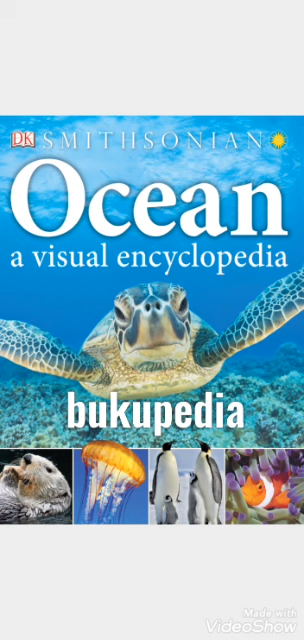 DK SMITHSONIAN
Ocean
a visual encyclopedia
bukupedia
Made with
VideoShow